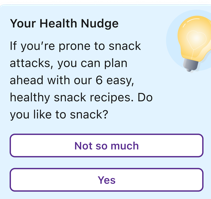 Your Health Nudge
If you're prone to snack
attacks, you can plan
ahead with our 6 easy,
healthy snack recipes. Do
you like to snack?
Not so much
Yes